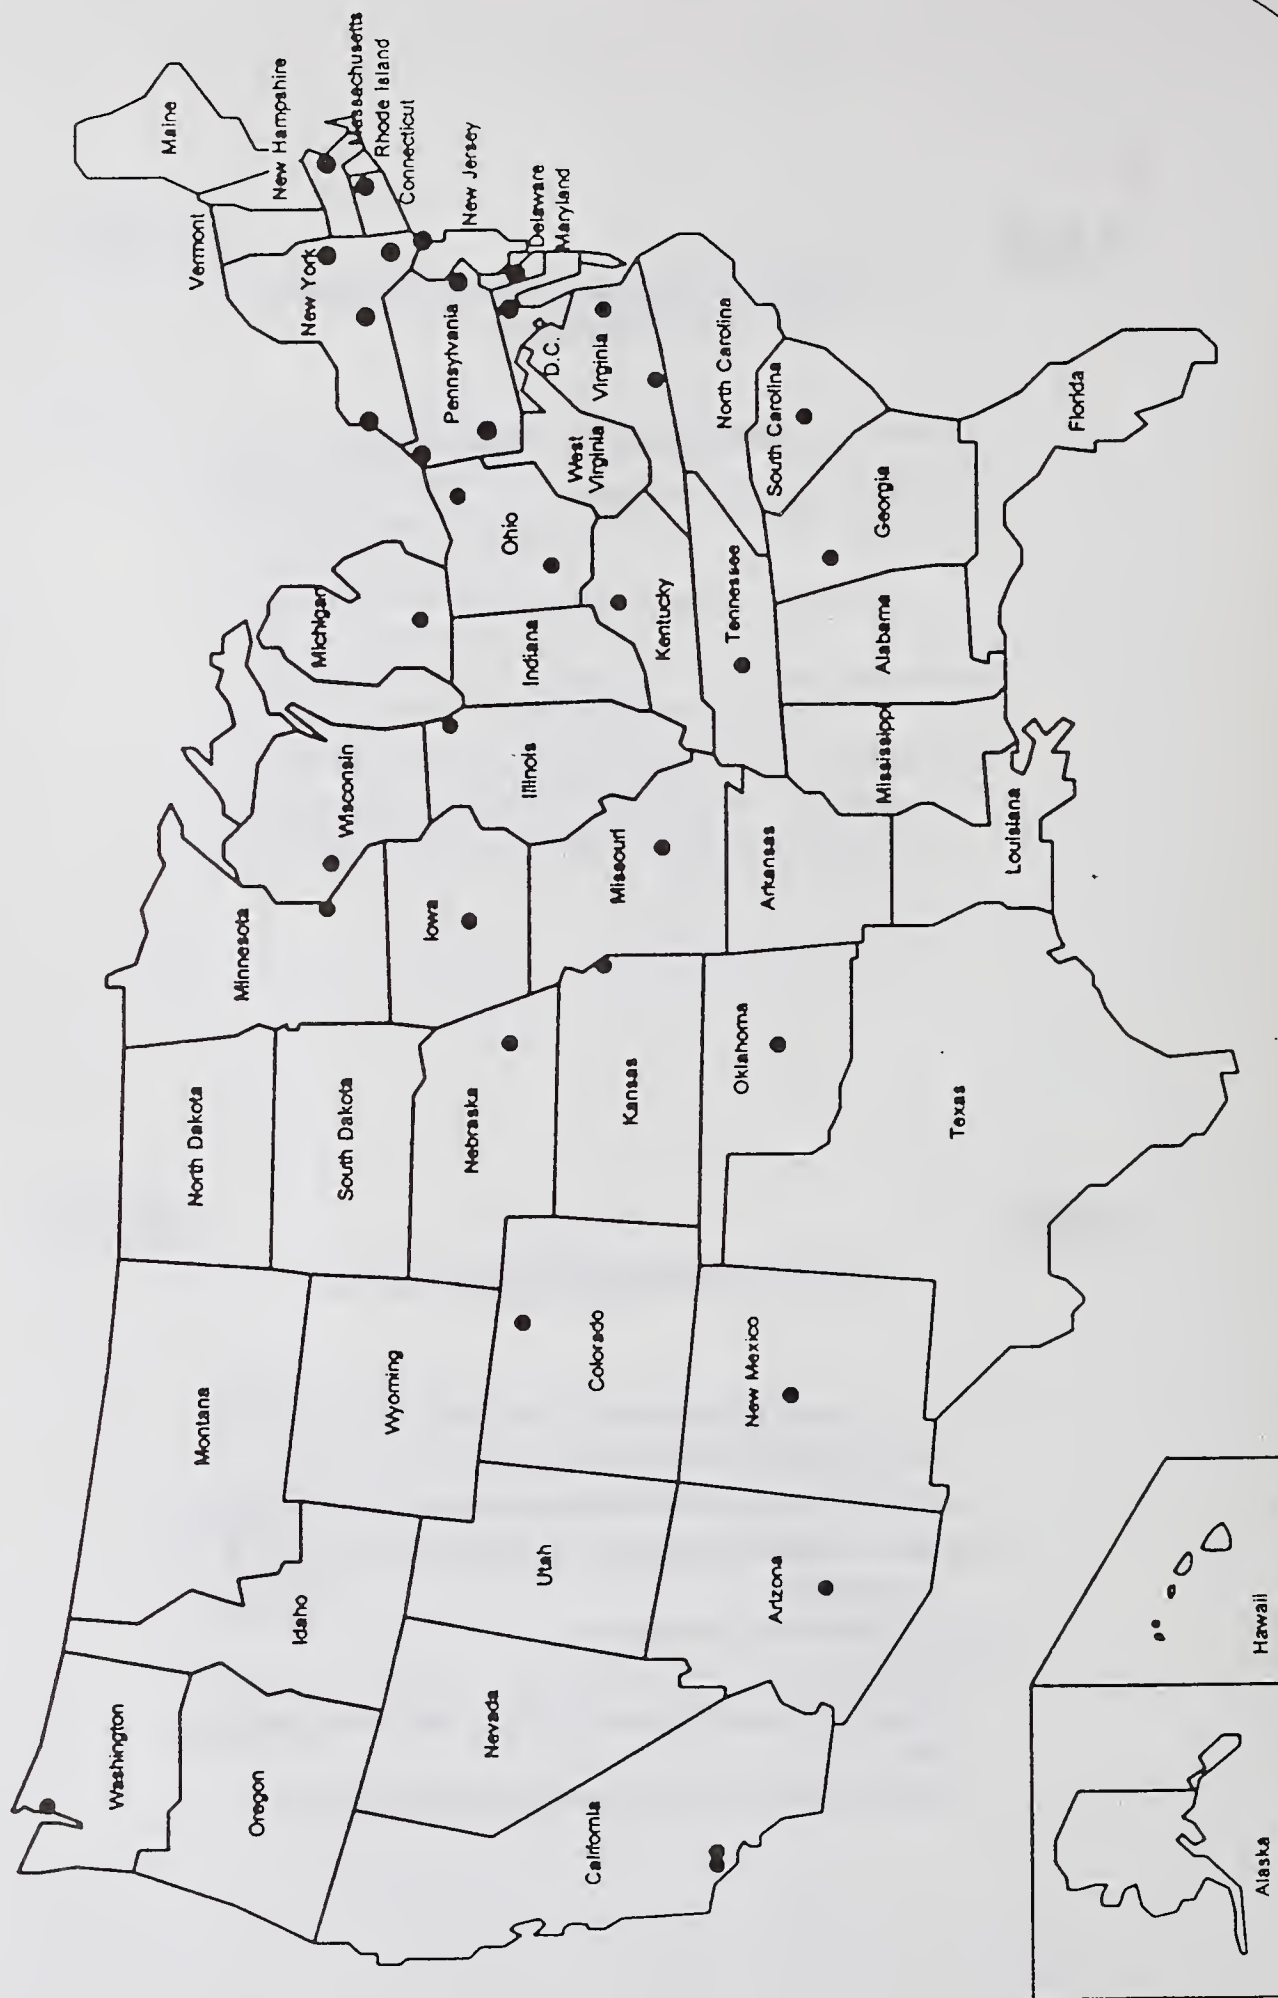 Washington
Oregon
California
Nevada
Idaho
Montana
Wyoming
Utah
Arizona
Colorado
New Mexico
North Dakota
South Dakota
Nebraska
Kansas
Oklahoma
Texas
Minnesota
Iowa
Missouri
Arkansas
Louisiana
Wisconsin
Illinois
Michigan
Indiana
Ohio
Kentucky
Tennessee
Mississipp
Alabama
Georgia
Florida
South Carolina
North Carolina
West
Virginia
Virginia
D.C.
Pennsylvania
New York
Vermont
New Hampshire
Maine
Massachusetts
Rhode Island
Connecticut
New Jersey
Delaware
Maryland
Alaska
Hawaii